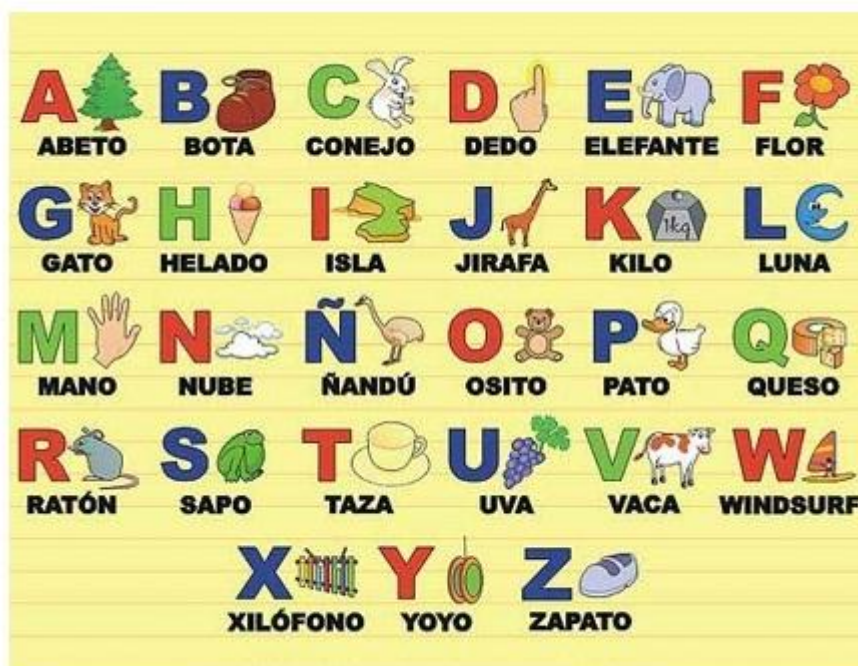 A B C D E F
ABETO BOTA CONEJO DEDO ELEFANTE FLOR
G H I J K L
1kg
GATO HELADO ISLA JIRAFA KILO LUNA
M N Ñ O P Q
MANO NUBE ÑANDÚ OSITO PATO QUESO
R S T U V W
RATÓN SAPO TAZA UVA VACA WINDSURF
X Y Z
XILÓFONO YOYO ZAPATO